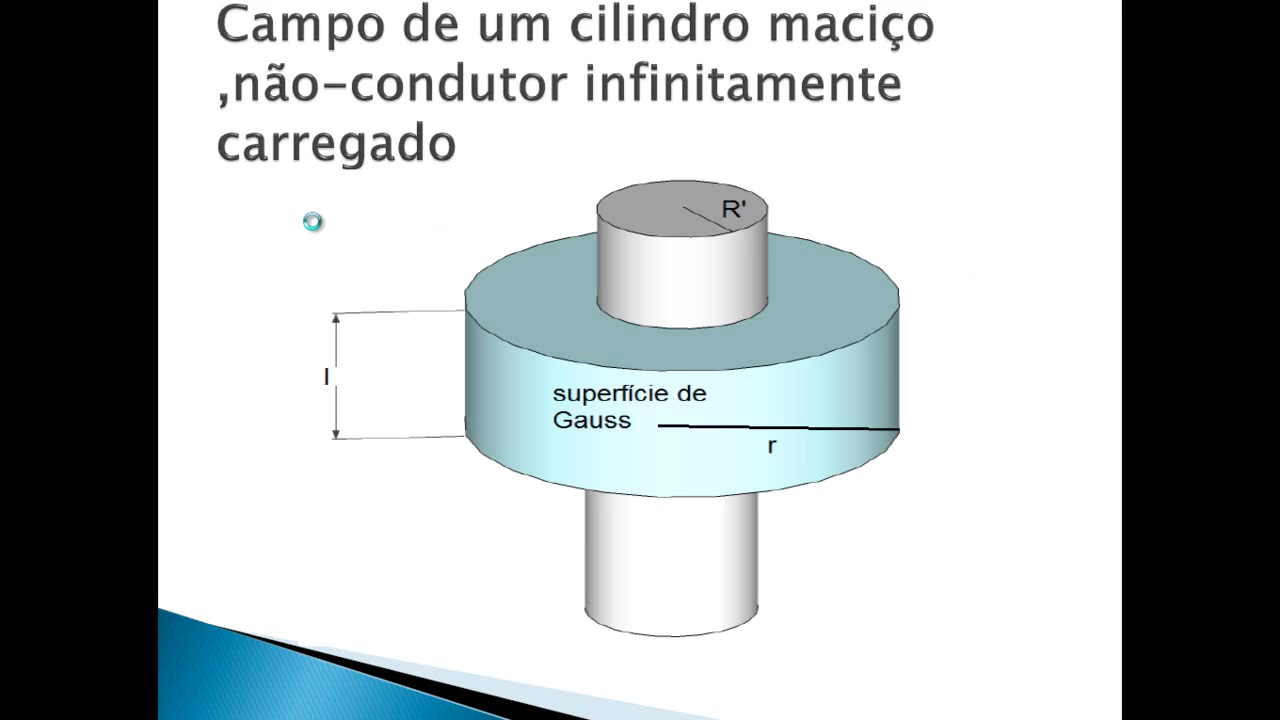 Campo de um cilindro maciço
,não-condutor infinitamente
carregado
R'
l
superfície de
Gauss
r